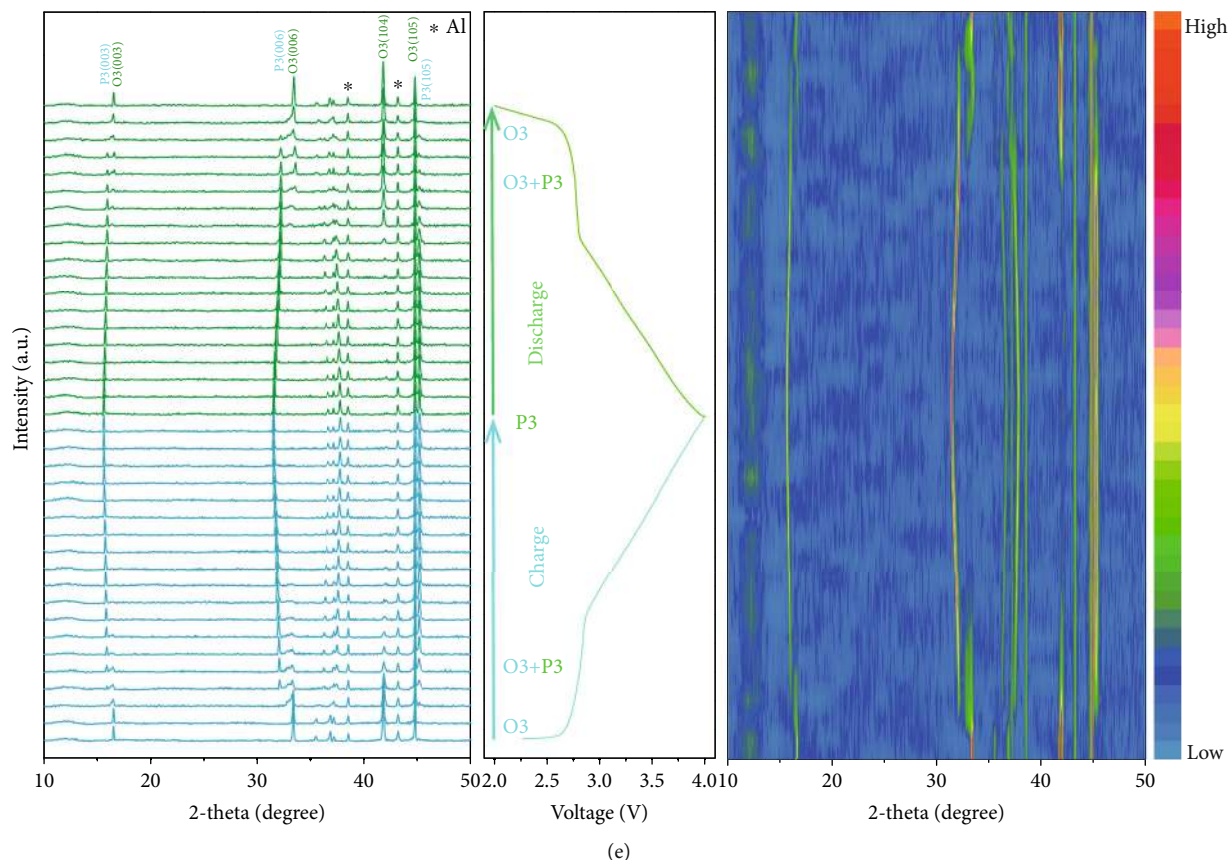 * Al
P3(003)
O3(003)
P3(006)
O3(006)
O3(104)
O3(105)
P3(105)
*
*
Intensity (a.u.)
10
20
30
40
50
2-theta (degree)
O3
O3+P3
Discharge
P3
Charge
O3+P3
O3
2.0
2.5
3.0
3.5
4.0
Voltage (V)
10
20
30
40
50
2-theta (degree)
High
Low
(e)